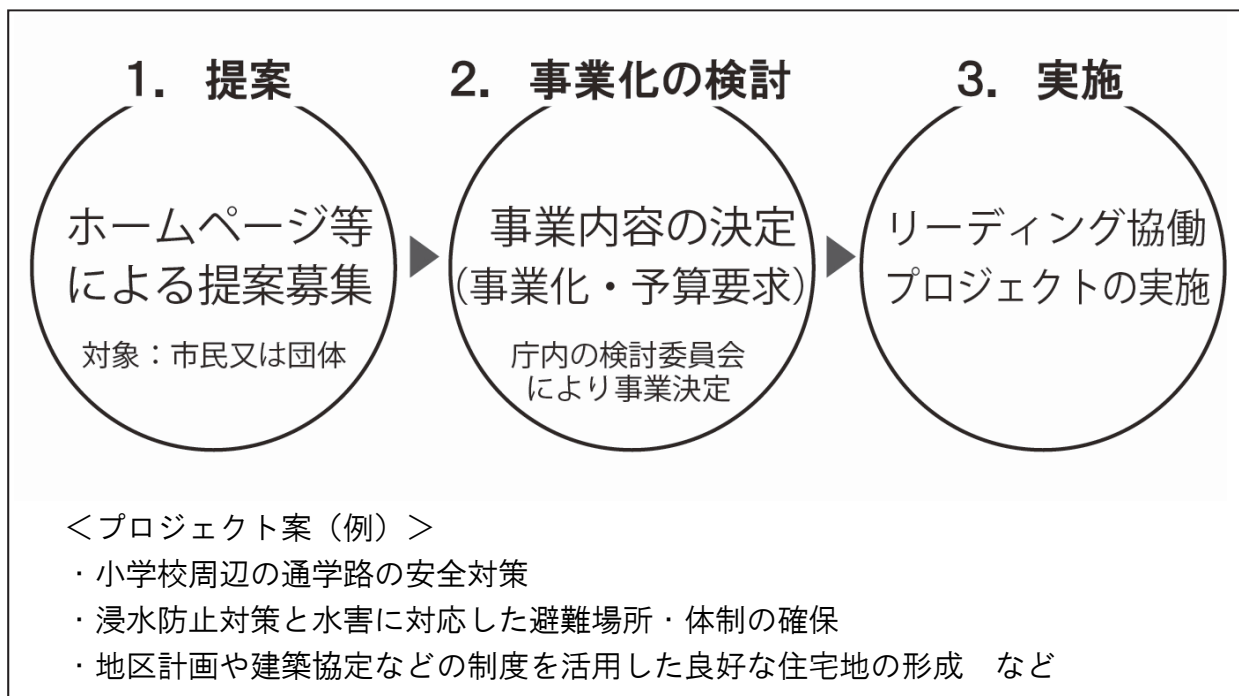 1. 提案
ホームページ等
による提案募集
対象：市民又は団体
2. 事業化の検討
事業内容の決定
（事業化・予算要求）
庁内の検討委員会
により事業決定
3. 実施
リーディング協働
プロジェクトの実施
＜プロジェクト案（例）＞
・小学校周辺の通学路の安全対策
・浸水防止対策と水害に対応した避難場所・体制の確保
・地区計画や建築協定などの制度を活用した良好な住宅地の形成　など